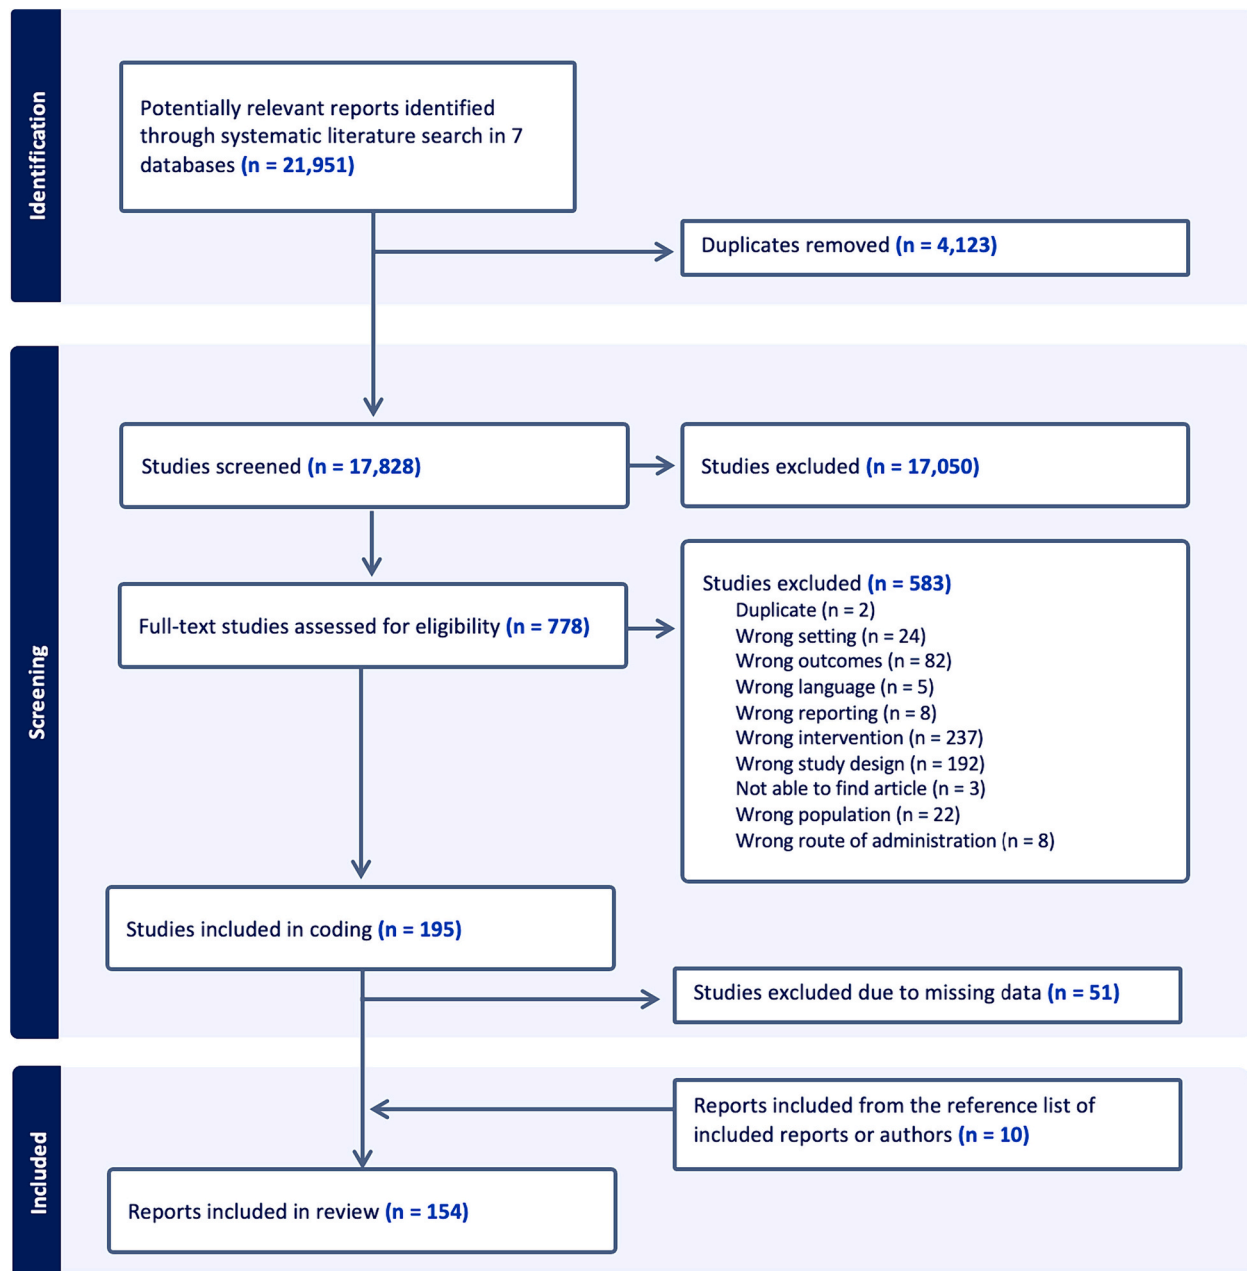 Identification
Potentially relevant reports identified
through systematic literature search in 7
databases (n = 21,951)
Duplicates removed (n = 4,123)
Screening
Studies screened (n = 17,828)
Studies excluded (n = 17,050)
Full-text studies assessed for eligibility (n = 778)
Studies excluded (n = 583)
Duplicate (n = 2)
Wrong setting (n = 24)
Wrong outcomes (n = 82)
Wrong language (n = 5)
Wrong reporting (n = 8)
Wrong intervention (n = 237)
Wrong study design (n = 192)
Not able to find article (n = 3)
Wrong population (n = 22)
Wrong route of administration (n = 8)
Studies included in coding (n = 195)
Studies excluded due to missing data (n = 51)
Included
Reports included from the reference list of
included reports or authors (n = 10)
Reports included in review (n = 154)